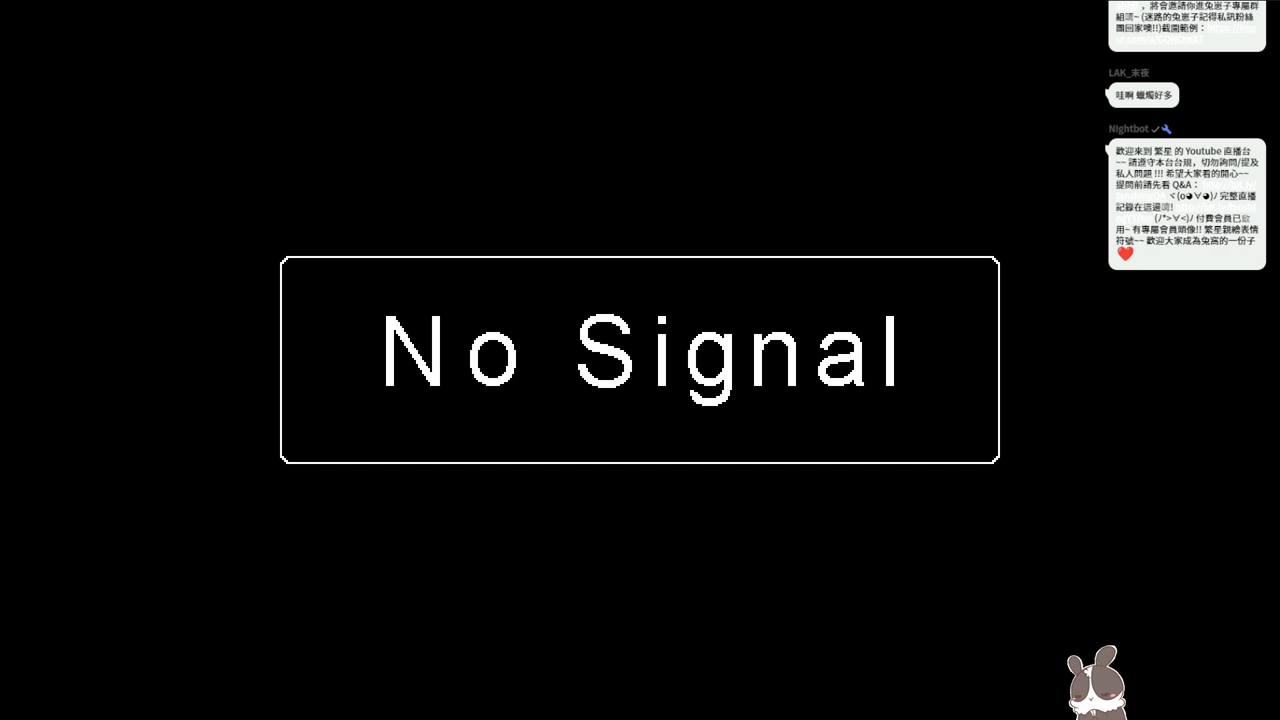 ，將會邀請你進兔崽子專屬群
組唷~ (迷路的兔崽子記得私訊粉絲
團回家噢!!)截圖範例：
LAK_末夜
哇啊 蠟燭好多
Nightbot
歡迎來到 繁星 的 Youtube 直播台
~~ 請遵守本台台規，切勿詢問/提及
私人問題 !!! 希望大家看的開心~~
提問前請先看 Q&A：
ヾ(o◕∀◕)ﾉ 完整直播
記錄在這邊唷!
(ﾉ*>∀<)ﾉ 付費會員已啟
用~ 有專屬會員頭像!! 繁星親繪表情
符號~~ 歡迎大家成為兔窩的一份子
❤️
No Signal